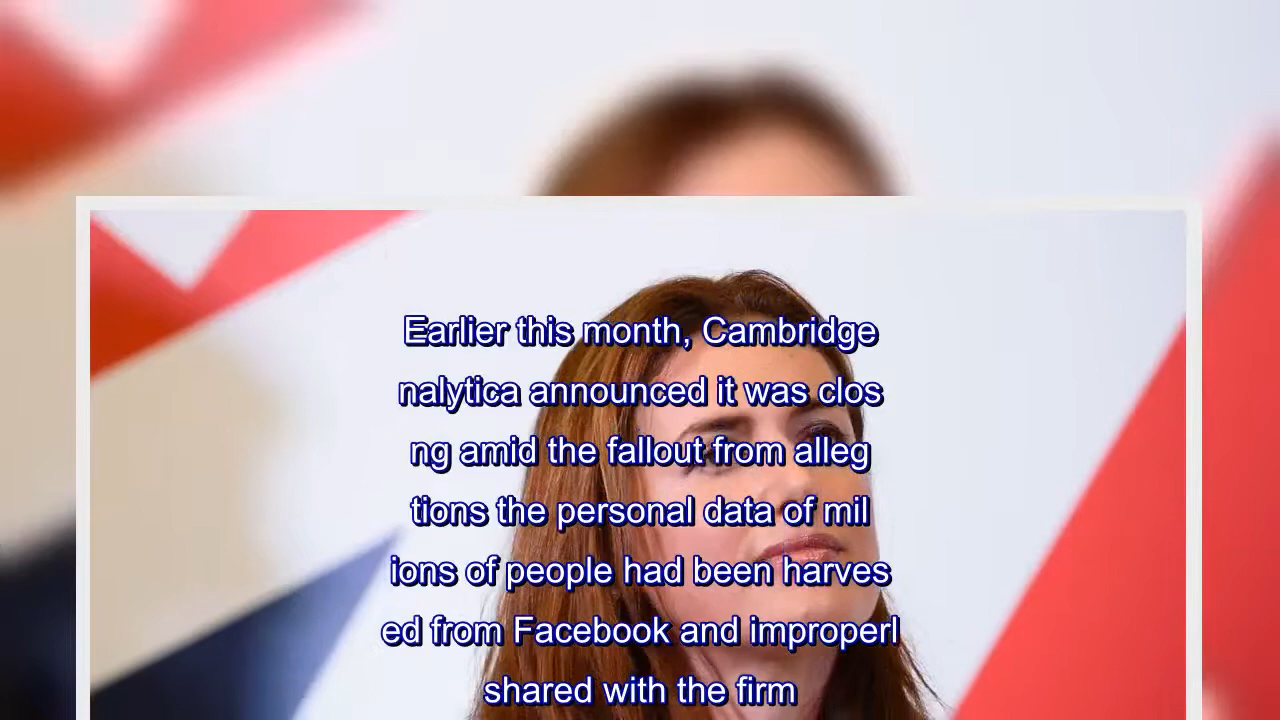 Earlier this month, Cambridge
nalytica announced it was clos
ng amid the fallout from alleg
tions the personal data of mil
ions of people had been harves
ed from Facebook and improperl
shared with the firm